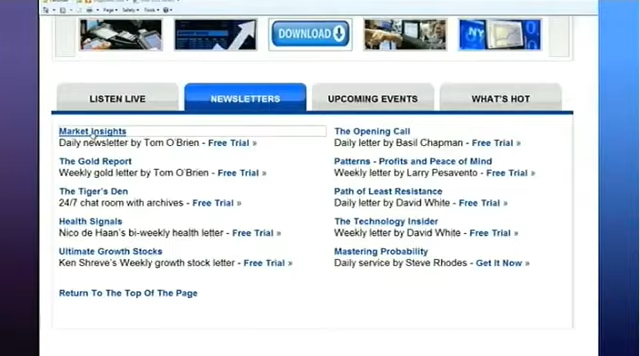 Page
Safety
Tools
DOWNLOAD
NY
LISTEN LIVE
NEWSLETTERS
UPCOMING EVENTS
WHAT'S HOT
Market Insights
Daily newsletter by Tom O'Brien - Free Trial »
The Gold Report
Weekly gold letter by Tom O'Brien - Free Trial »
The Tiger's Den
24/7 chat room with archives - Free Trial »
Health Signals
Nico de Haan's bi-weekly health letter - Free Trial »
Ultimate Growth Stocks
Ken Shreve's Weekly growth stock letter - Free Trial »
Return To The Top Of The Page
The Opening Call
Daily letter by Basil Chapman - Free Trial »
Patterns - Profits and Peace of Mind
Weekly letter by Larry Pesavento - Free Trial »
Path of Least Resistance
Daily letter by David White - Free Trial »
The Technology Insider
Weekly letter by David White - Free Trial »
Mastering Probability
Daily service by Steve Rhodes - Get It Now »